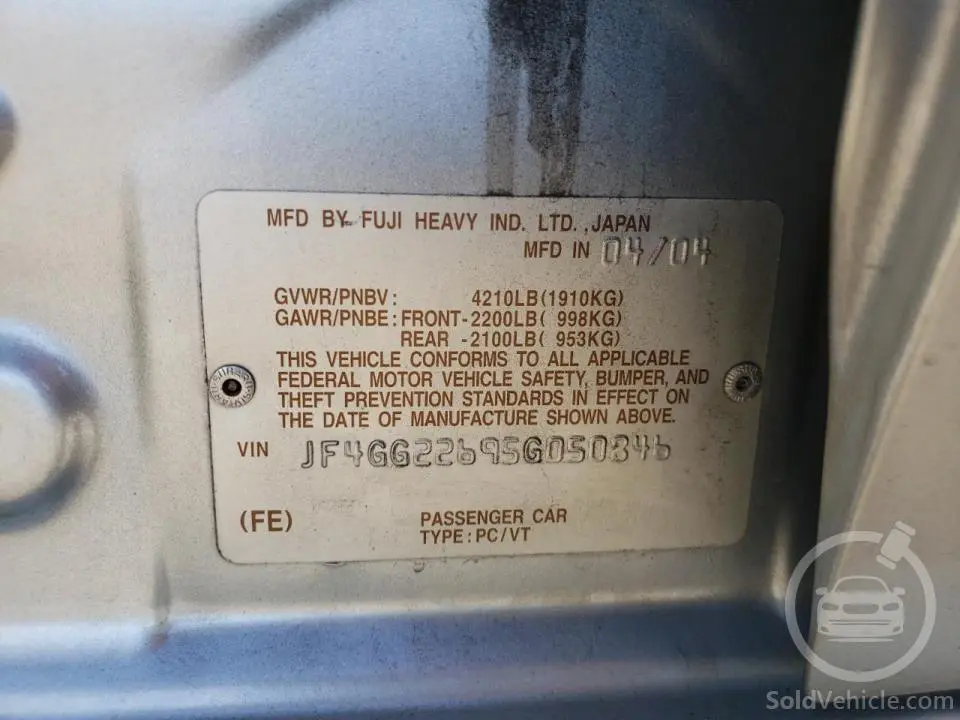 MFD BY FUJI HEAVY IND. LTD., JAPAN
MFD IN 04/04
GVWR/PNBV: 4210LB(1910KG)
GAWR/PNBE: FRONT-2200LB( 998KG)
REAR -2100LB( 953KG)
THIS VEHICLE CONFORMS TO ALL APPLICABLE
FEDERAL MOTOR VEHICLE SAFETY, BUMPER, AND
THEFT PREVENTION STANDARDS IN EFFECT ON
THE DATE OF MANUFACTURE SHOWN ABOVE.
VIN JF4GG22695G050846
(FE) PASSENGER CAR
TYPE: PC/VT
SoldVehicle.com